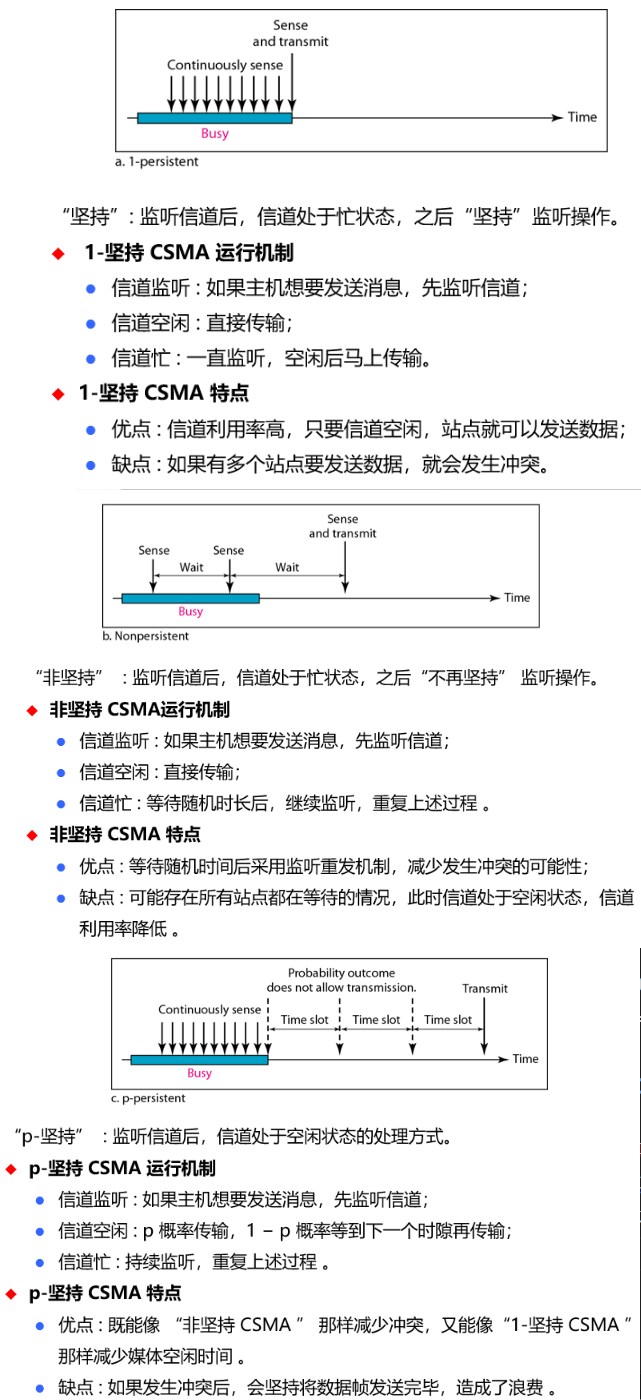 Sense
and transmit
Continuously sense
Time
Busy
a. 1-persistent
“坚持”：监听信道后，信道处于忙状态，之后“坚持”监听操作。
1-坚持 CSMA 运行机制
信道监听：如果主机想要发送消息，先监听信道；
信道空闲：直接传输；
信道忙：一直监听，空闲后马上传输。
1-坚持 CSMA 特点
优点：信道利用率高，只要信道空闲，站点就可以发送数据；
缺点：如果有多个站点要发送数据，就会发生冲突。
Sense
and transmit
Sense Sense
Wait Wait
Time
Busy
b. Nonpersistent
“非坚持” ：监听信道后，信道处于忙状态，之后“不再坚持” 监听操作。
非坚持 CSMA运行机制
信道监听：如果主机想要发送消息，先监听信道；
信道空闲：直接传输；
信道忙：等待随机时长后，继续监听，重复上述过程 。
非坚持 CSMA 特点
优点：等待随机时间后采用监听重发机制，减少发生冲突的可能性；
缺点：可能存在所有站点都在等待的情况，此时信道处于空闲状态，信道
利用率降低 。
Probability outcome
does not allow transmission.
Transmit
Continuously sense
Time slot Time slot Time slot
Time
Busy
c. p-persistent
“p-坚持” ：监听信道后，信道处于空闲状态的处理方式。
p-坚持 CSMA 运行机制
信道监听：如果主机想要发送消息，先监听信道；
信道空闲：p 概率传输，1 – p 概率等到下一个时隙再传输；
信道忙：持续监听，重复上述过程 。
p-坚持 CSMA 特点
优点：既能像 “非坚持 CSMA ” 那样减少冲突，又能像“1-坚持 CSMA ”
那样减少媒体空闲时间 。
缺点：如果发生冲突后，会坚持将数据帧发送完毕，造成了浪费 。